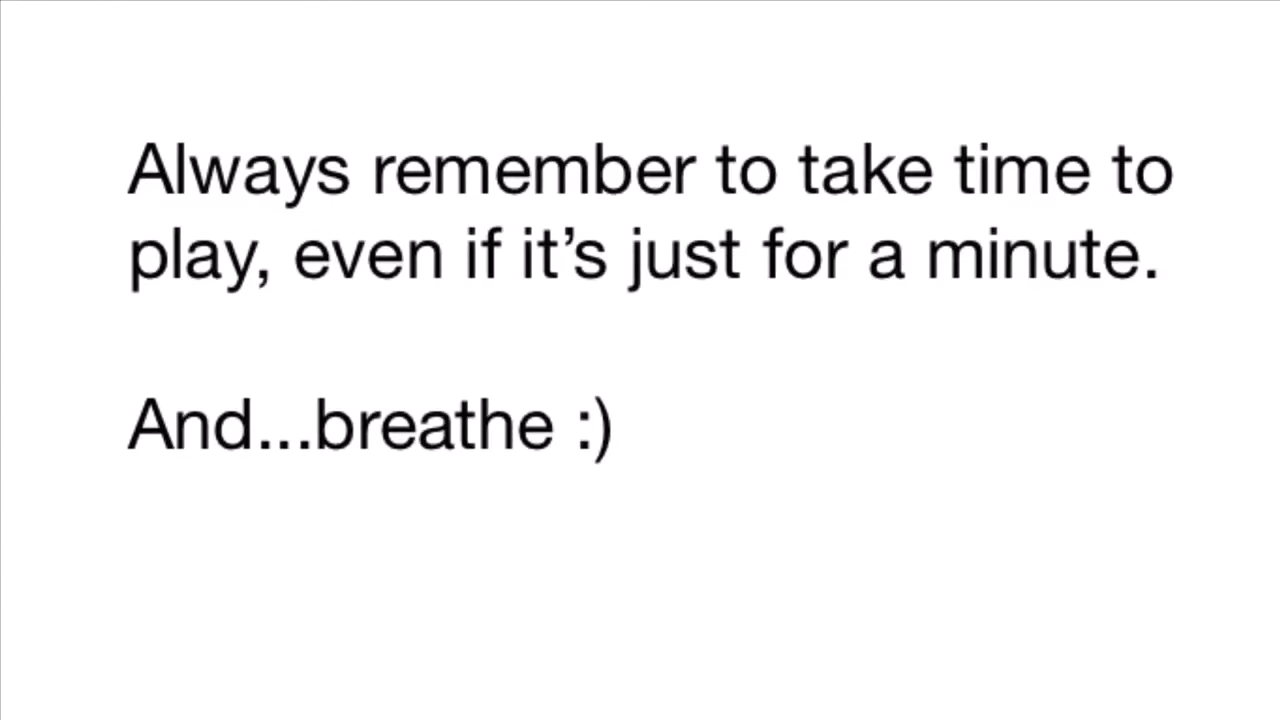 Always remember to take time to
play, even if it’s just for a minute.
And...breathe :)